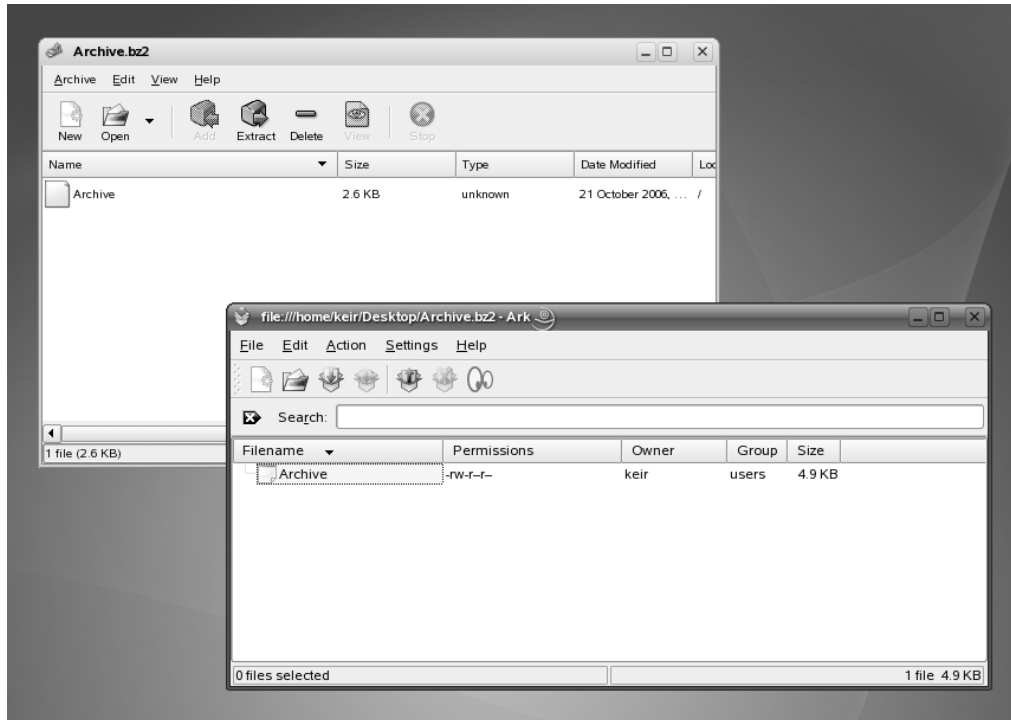 Archive.bz2
Archive Edit View Help
New Open Add Extract Delete View Stop
Name Size Type Date Modified Loc
Archive 2.6 KB unknown 21 October 2006, ... /
1 file (2.6 KB)
file:///home/keir/Desktop/Archive.bz2 - Ark
File Edit Action Settings Help
Search:
Filename Permissions Owner Group Size
Archive -rw-r--r-- keir users 4.9 KB
0 files selected 1 file 4.9 KB